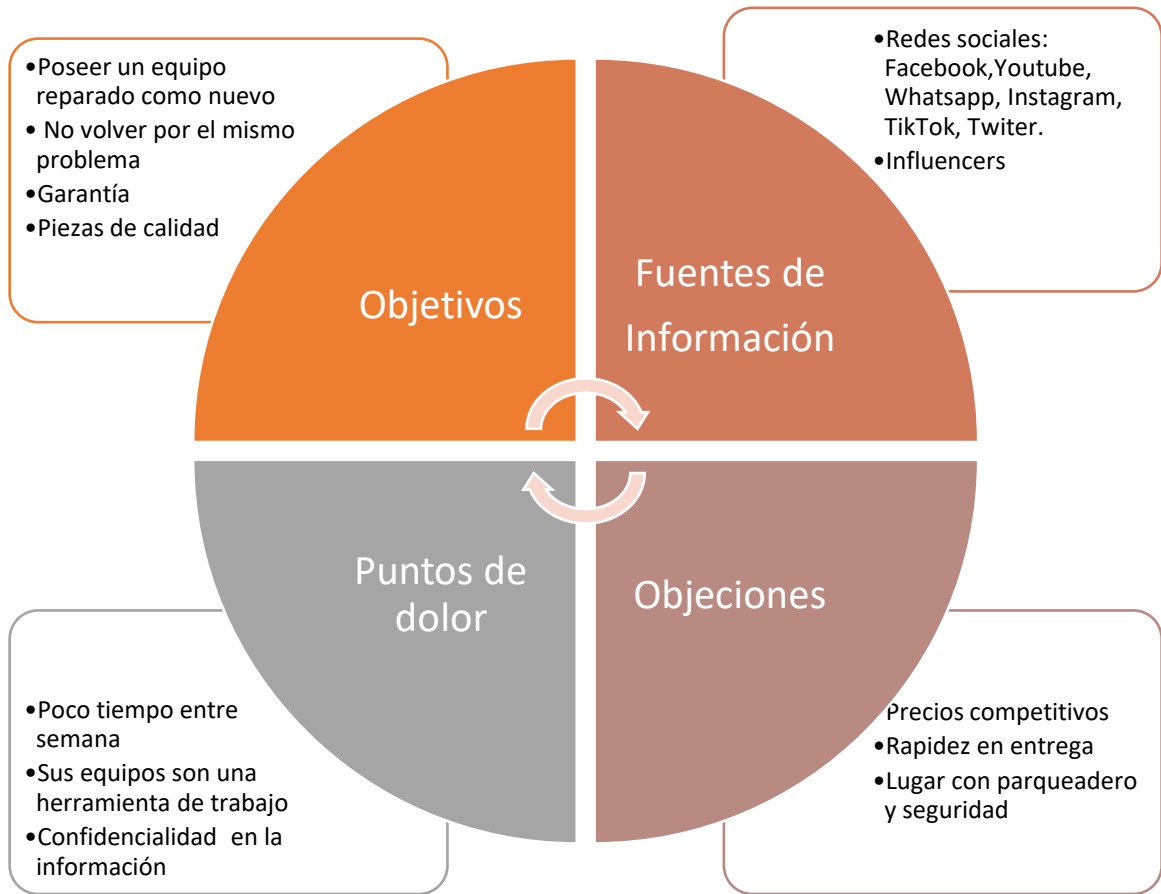 •Poseer un equipo
reparado como nuevo
• No volver por el mismo
problema
•Garantía
•Piezas de calidad
•Redes sociales:
Facebook,Youtube,
Whatsapp, Instagram,
TikTok, Twiter.
•Influencers
Objetivos
Fuentes de
Información
Puntos de
dolor
Objeciones
•Poco tiempo entre
semana
•Sus equipos son una
herramienta de trabajo
•Confidencialidad en la
información
Precios competitivos
•Rapidez en entrega
•Lugar con parqueadero
y seguridad